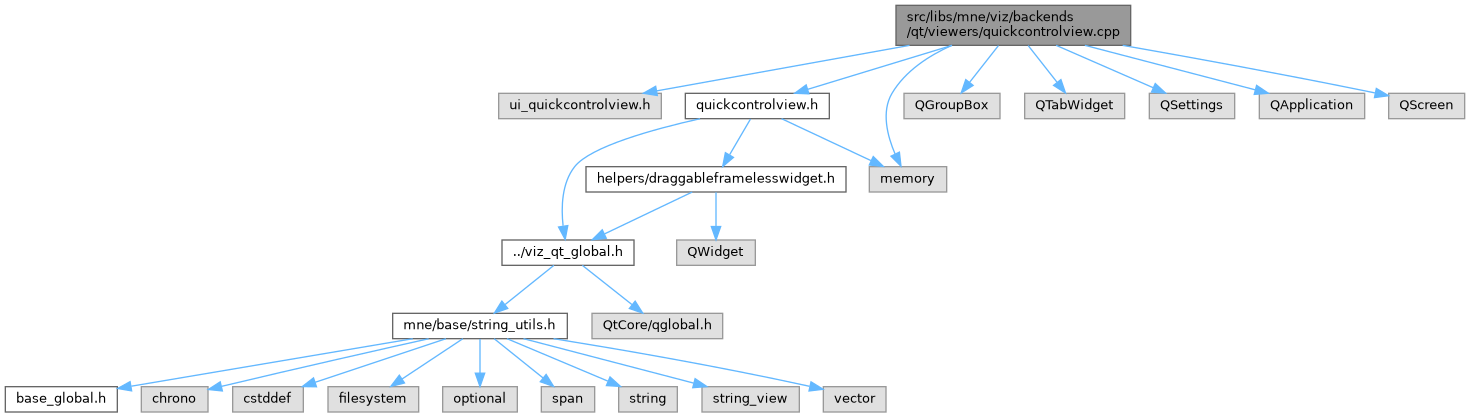 src/libs/mne/viz/backends
/qt/viewers/quickcontrolview.cpp
ui_quickcontrolview.h
quickcontrolview.h
QGroupBox
QTabWidget
QSettings
QApplication
QScreen
helpers/draggableframelesswidget.h
memory
../viz_qt_global.h
QWidget
mne/base/string_utils.h
QtCore/qglobal.h
base_global.h
chrono
cstddef
filesystem
optional
span
string
string_view
vector